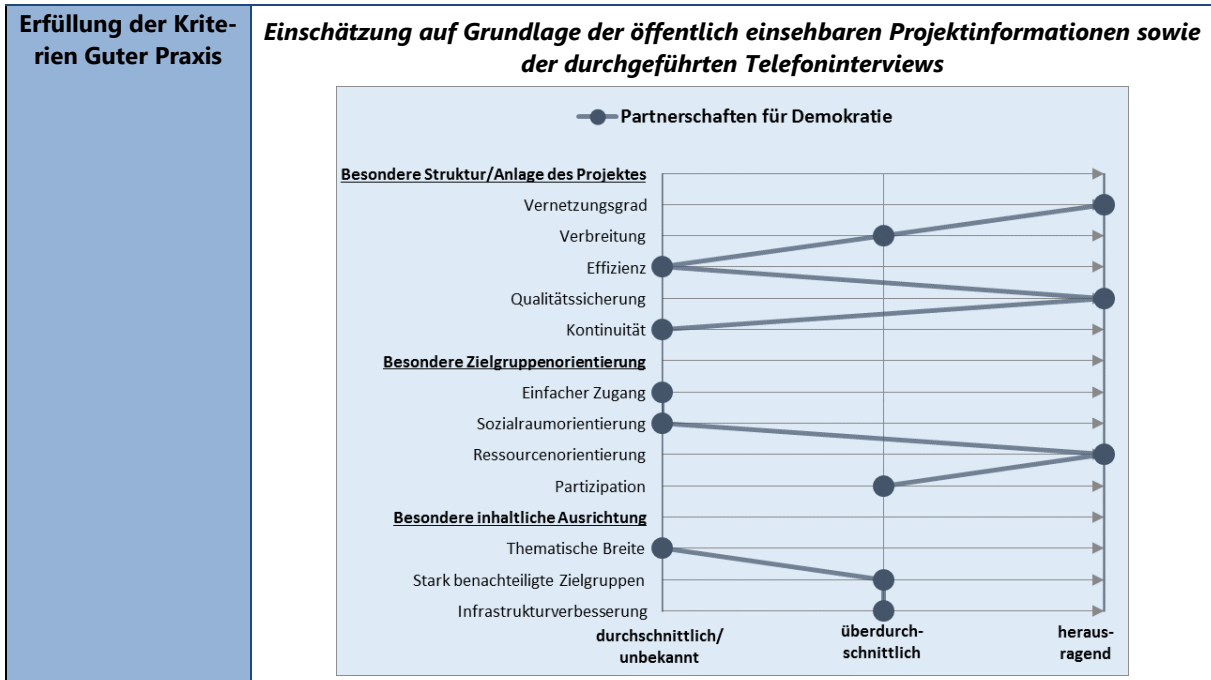 Erfüllung der Krite-
rien Guter Praxis
Einschätzung auf Grundlage der öffentlich einsehbaren Projektinformationen sowie
der durchgeführten Telefoninterviews
Partnerschaften für Demokratie
Besondere Struktur/Anlage des Projektes
Vernetzungsgrad
Verbreitung
Effizienz
Qualitätssicherung
Kontinuität
Besondere Zielgruppenorientierung
Einfacher Zugang
Sozialraumorientierung
Ressourcenorientierung
Partizipation
Besondere inhaltliche Ausrichtung
Thematische Breite
Stark benachteiligte Zielgruppen
Infrastrukturverbesserung
durchschnittlich/
unbekannt
überdurch-
schnittlich
heraus-
ragend